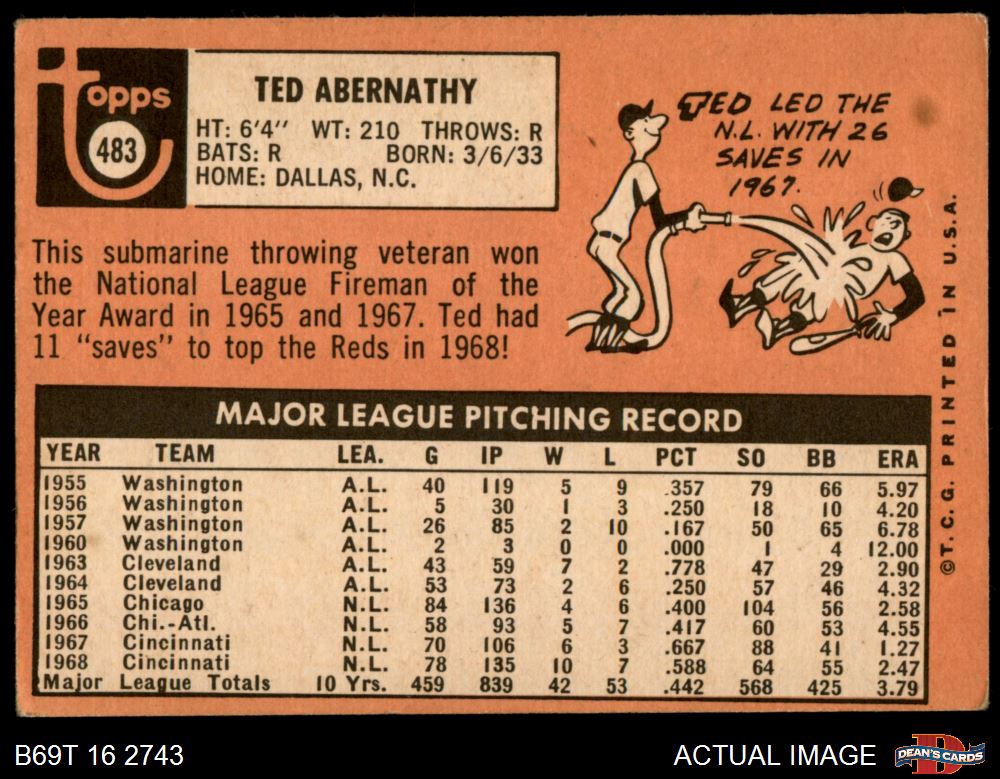 Topps
483
TED ABERNATHY
HT: 6'4" WT: 210 THROWS: R
BATS: R BORN: 3/6/33
HOME: DALLAS, N.C.
TED LED THE
N.L. WITH 26
SAVES IN
1967.
This submarine throwing veteran won
the National League Fireman of the
Year Award in 1965 and 1967. Ted had
11 "saves" to top the Reds in 1968!
MAJOR LEAGUE PITCHING RECORD
YEAR TEAM LEA. G IP W L PCT SO BB ERA
1955 Washington A.L. 40 119 5 9 .357 79 66 5.97
1956 Washington A.L. 5 30 1 3 .250 18 10 4.20
1957 Washington A.L. 26 85 2 10 .167 50 65 6.78
1960 Washington A.L. 2 3 0 0 .000 1 4 12.00
1963 Cleveland A.L. 43 59 7 2 .778 47 29 2.90
1964 Cleveland A.L. 53 73 2 6 .250 57 46 4.32
1965 Chicago N.L. 84 136 4 6 .400 104 56 2.58
1966 Chi.-Atl. N.L. 58 93 5 7 .417 60 53 4.55
1967 Cincinnati N.L. 70 106 6 3 .667 88 41 1.27
1968 Cincinnati N.L. 78 135 10 7 .588 64 55 2.47
Major League Totals 10 Yrs. 459 839 42 53 .442 568 425 3.79
©T. C. G. PRINTED IN U.S.A.
B69T 16 2743
ACTUAL IMAGE
D
DEAN'S CARDS